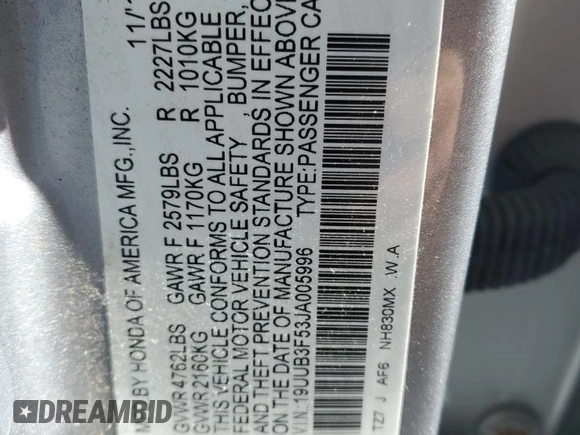 MFD BY HONDA OF AMERICA MFG.,INC. 11/
GVWR 4762LBS GAWR F 2579LBS R 2227LBS
GVWR 2160KG GAWR F 1170KG R 1010KG
THIS VEHICLE CONFORMS TO ALL APPLICABLE
FEDERAL MOTOR VEHICLE SAFETY , BUMPER,
THEFT PREVENTION STANDARDS IN EFFEC
ON THE DATE OF MANUFACTURE SHOWN ABOVE
V.I.N.:19UUB3F53JA005996 TYPE:PASSENGER CA
TZ7 J AF6 NH830MX .W.A
DREAMBID